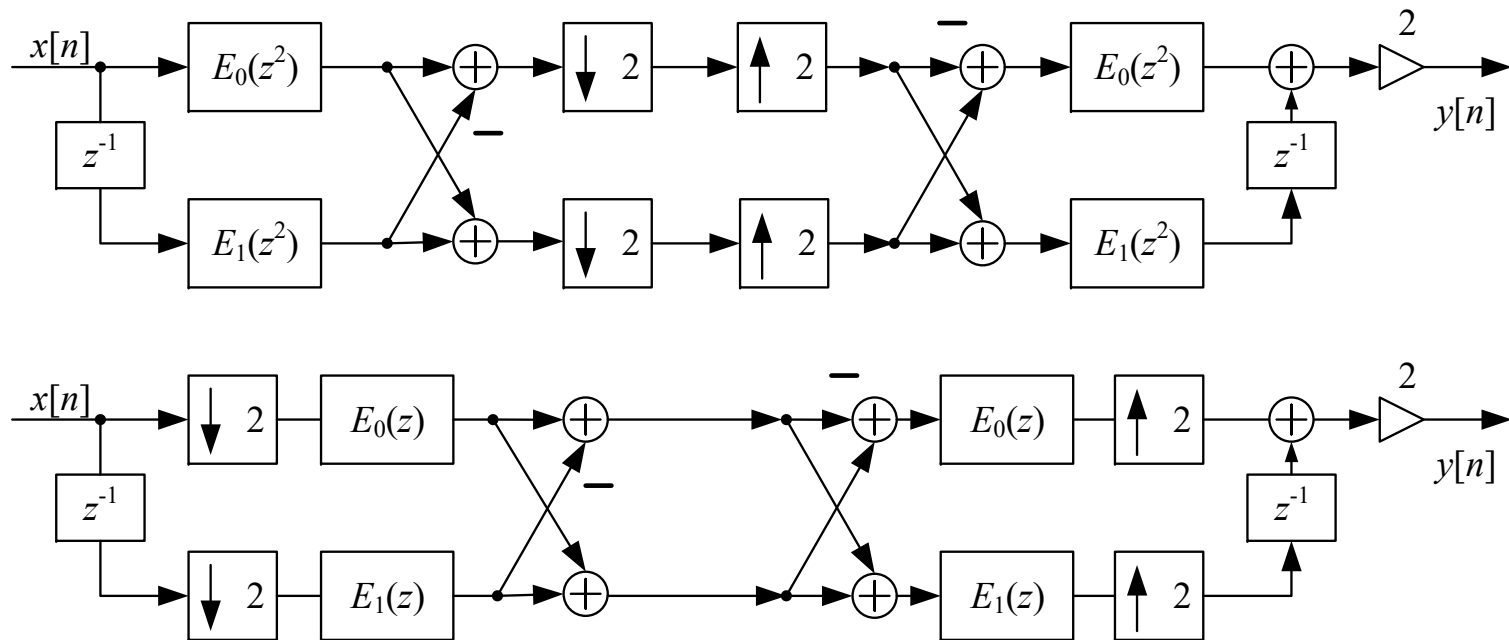 2
x[n] E₀(z²) + ↓ 2 ↑ 2 − + E₀(z²) +
y[n]
z⁻¹ − z⁻¹
E₁(z²) + ↓ 2 ↑ 2 + E₁(z²)
2
x[n] ↓ 2 E₀(z) + − + E₀(z) ↑ 2 +
y[n]
z⁻¹ − z⁻¹
↓ 2 E₁(z) + + E₁(z) ↑ 2